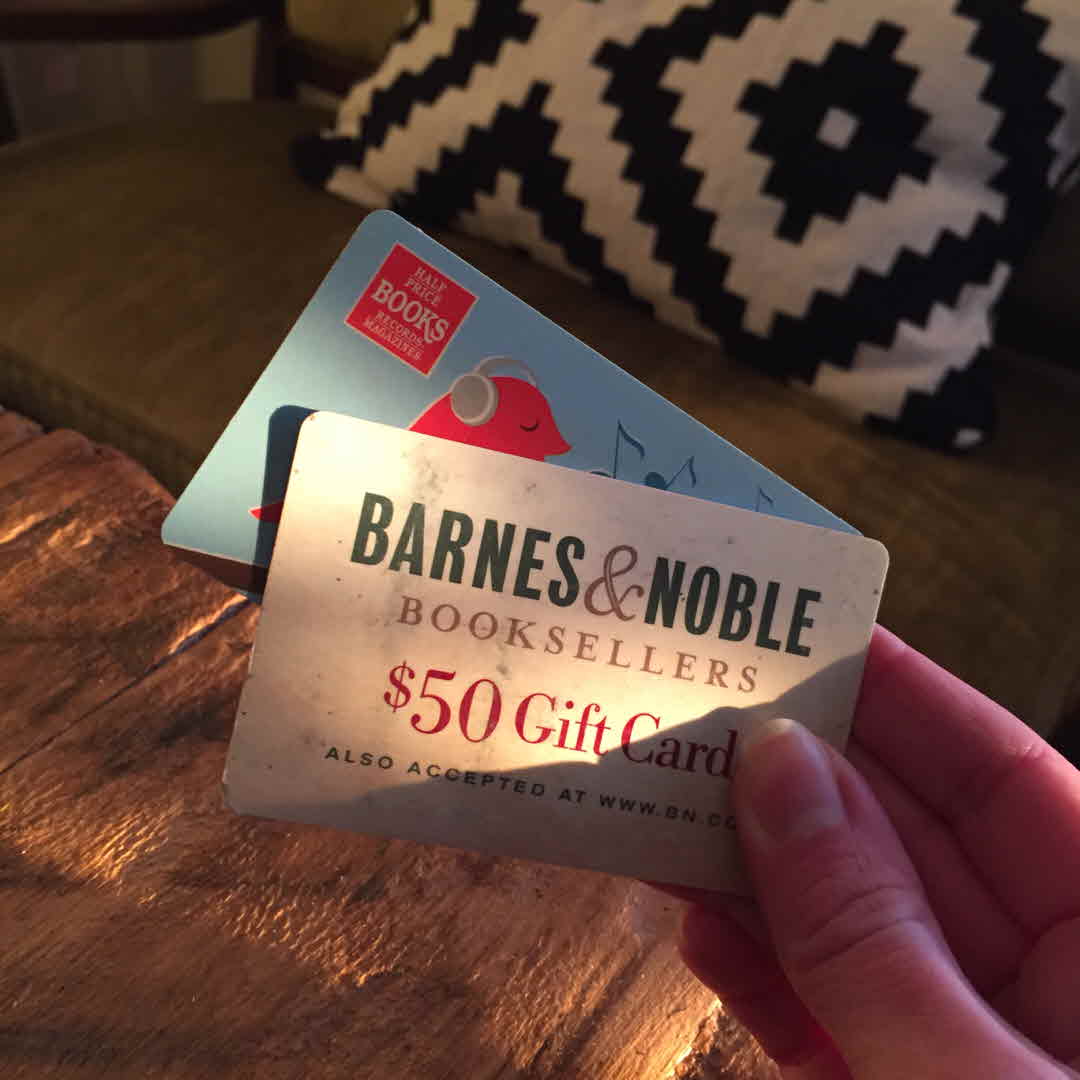 HALF
PRICE
BOOKS
RECORDS,
MAGAZINES
BARNES & NOBLE
BOOKSELLERS
$50 Gift Card
ALSO ACCEPTED AT WWW.BN.CO